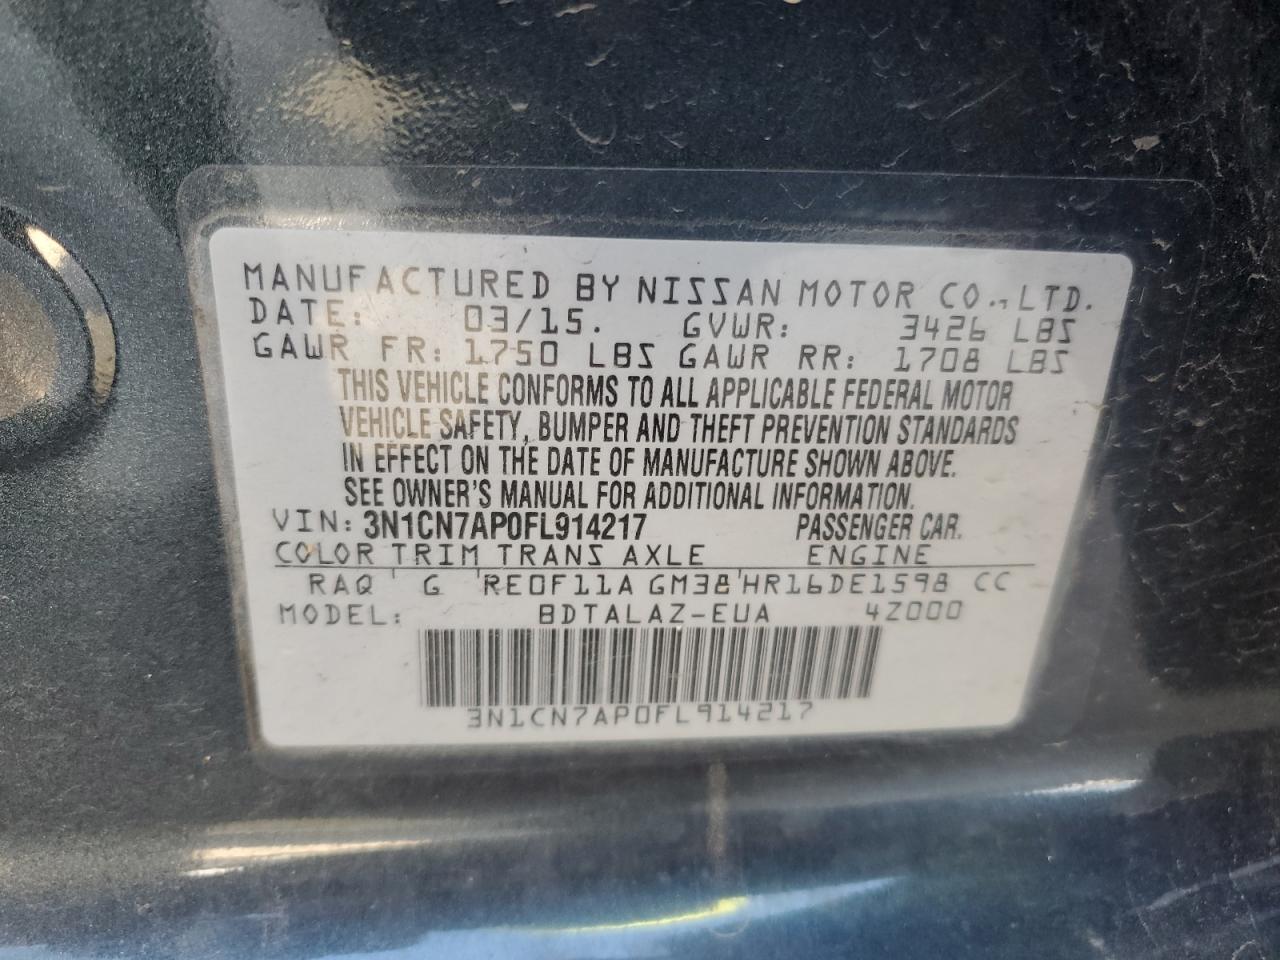 MANUFACTURED BY NISSAN MOTOR CO., LTD.
DATE: 03/15. GVWR: 3426 LBS
GAWR FR: 1750 LBS GAWR RR: 1708 LBS
THIS VEHICLE CONFORMS TO ALL APPLICABLE FEDERAL MOTOR
VEHICLE SAFETY, BUMPER AND THEFT PREVENTION STANDARDS
IN EFFECT ON THE DATE OF MANUFACTURE SHOWN ABOVE.
SEE OWNER'S MANUAL FOR ADDITIONAL INFORMATION.
VIN: 3N1CN7AP0FL914217 PASSENGER CAR.
COLOR TRIM TRANS AXLE ENGINE
RAQ ' G 'RE0F11A GM38'HR16DE1598 CC
MODEL: BDTALAZ-EUA 4Z000
3N1CN7AP0FL914217